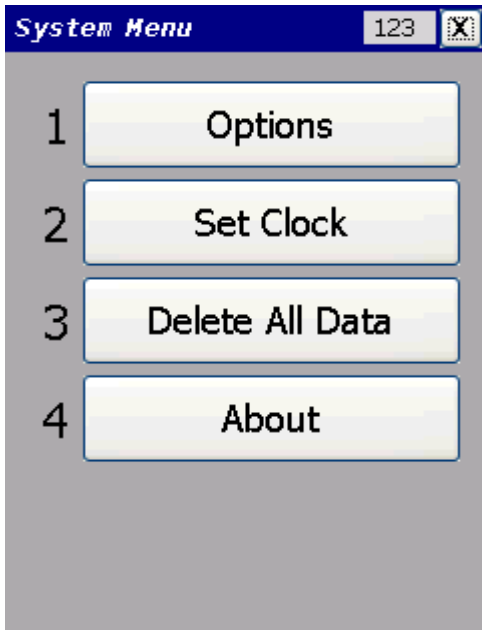 System Menu 123 X
1 Options
2 Set Clock
3 Delete All Data
4 About